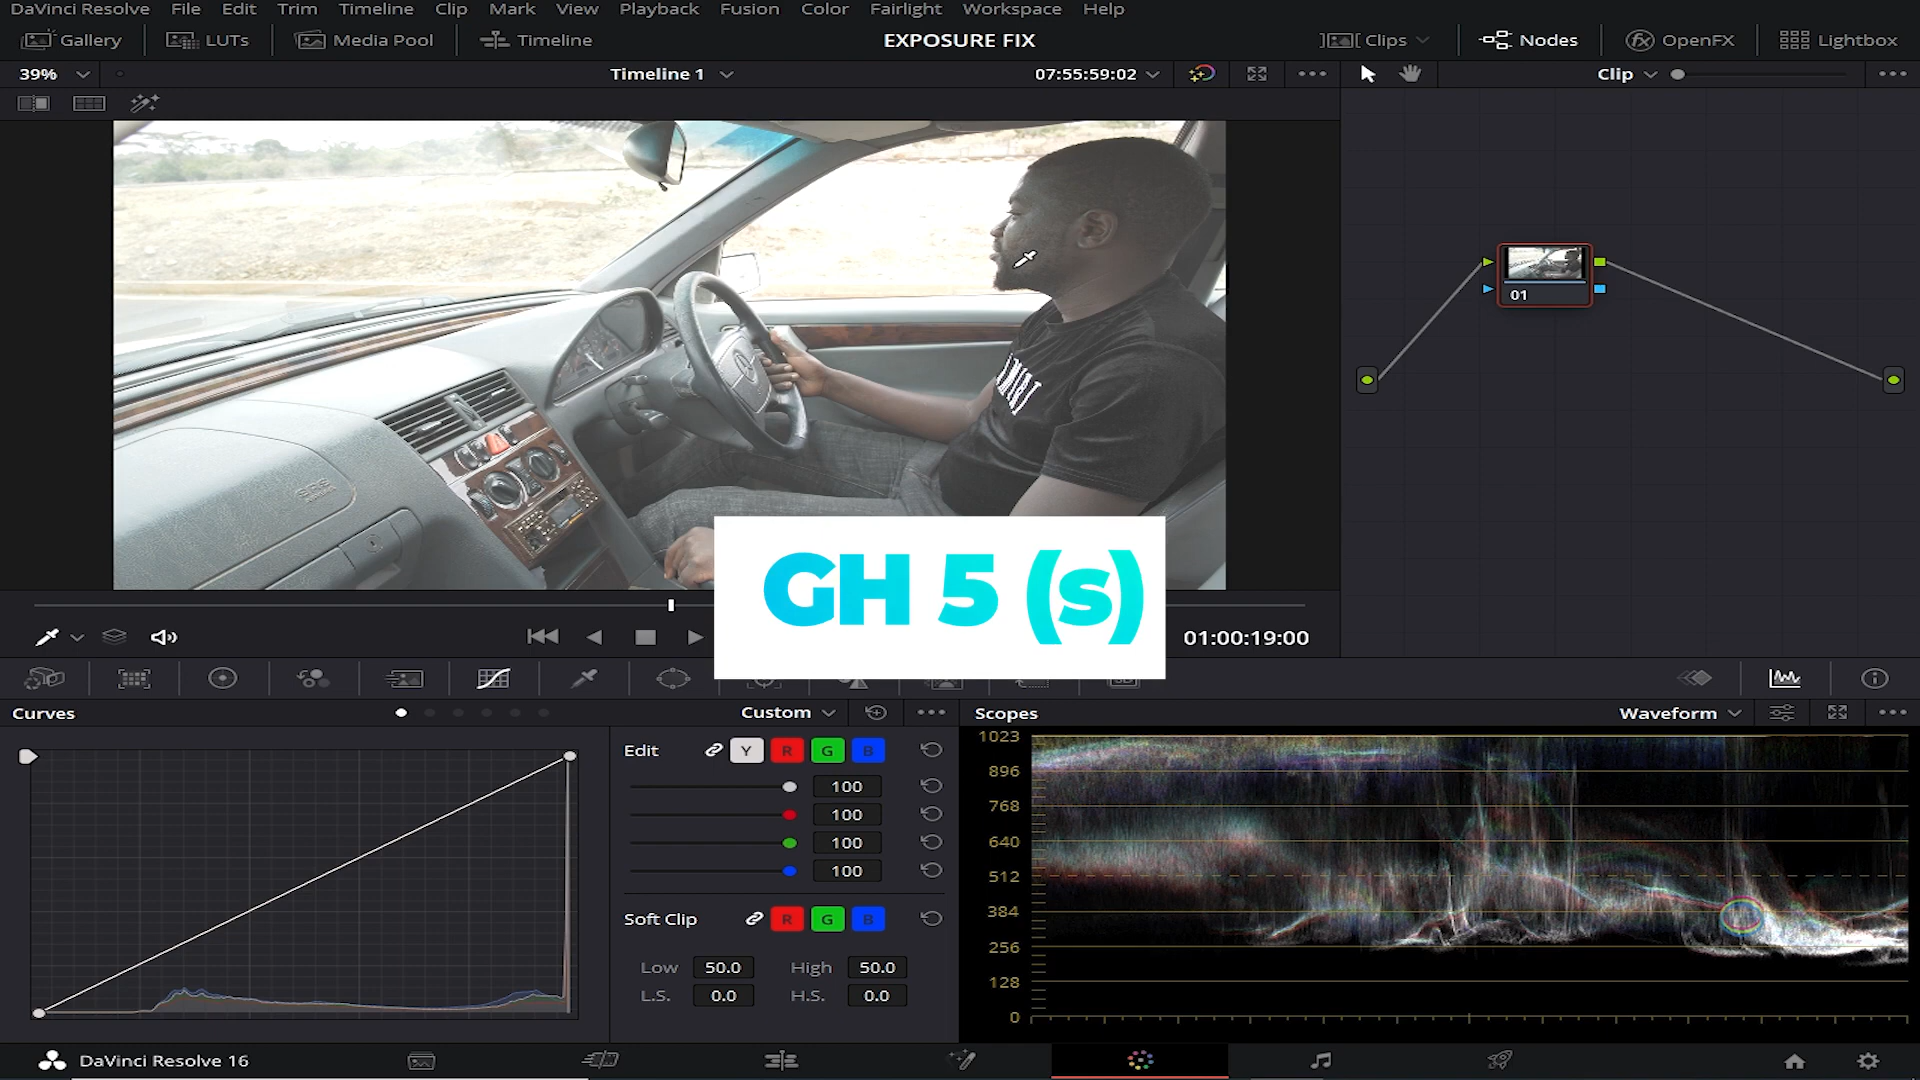 DaVinci Resolve File Edit Trim Timeline Clip Mark View Playback Fusion Color Fairlight Workspace Help
Gallery LUTs Media Pool Timeline EXPOSURE FIX Clips Nodes fx OpenFX Lightbox
39% Timeline 1 07:55:59:02 Clip
01
SRS
GH 5 (s)
01:00:19:00
Curves Custom Scopes Waveform
Edit Y R G B
100
100
100
100
Soft Clip R G B
Low 50.0 High 50.0
L.S. 0.0 H.S. 0.0
1023
896
768
640
512
384
256
128
0
DaVinci Resolve 16